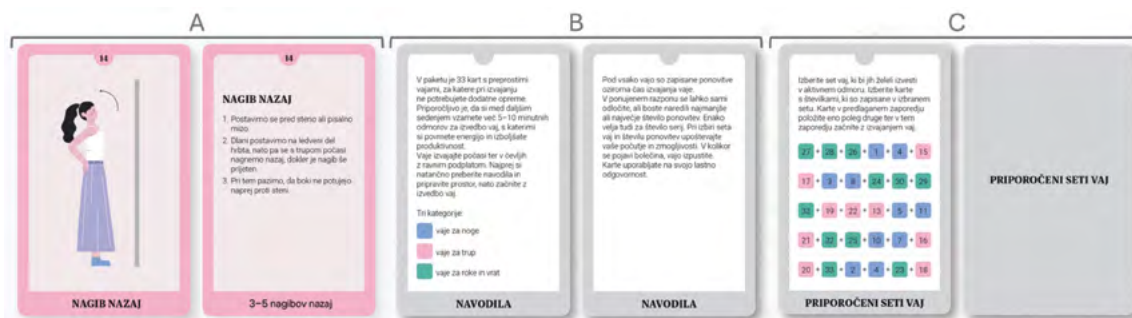 A
B
C
14
NAGIB NAZAJ
14
NAGIB NAZAJ
1. Postavimo se pred steno ali pisalno
mizo.
2. Dlani postavimo na ledveni del
hrbta, nato pa se s trupom počasi
nagnemo nazaj, dokler je nagib še
prijeten.
3. Pri tem pazimo, da boki ne potujejo
naprej proti steni.
3–5 nagibov nazaj
V paketu je 33 kart s preprostimi
vajami, za katere pri izvajanju
ne potrebujete dodatne opreme.
Priporočljivo je, da si med daljšim
sedenjem vzamete več 5–10 minutnih
odmorov za izvedbo vaj, s katerimi
si povrnete energijo in izboljšate
produktivnost.
Vaje izvajajte počasi ter v čevljih
z ravnim podplatom. Najprej si
natančno preberite navodila in
pripravite prostor, nato začnite z
izvedbo vaj.
Tri kategorije:
vaje za noge
vaje za trup
vaje za roke in vrat
NAVODILA
Pod vsako vajo so zapisane ponovitve
oziroma čas izvajanja vaje.
V ponujenem razponu se lahko sami
odločite, ali boste naredili najmanjše
ali največje število ponovitev. Enako
velja tudi za število serij. Pri izbiri seta
vaj in številu ponovitev upoštevajte
vaše počutje in zmogljivosti. V kolikor
se pojavi bolečina, vajo izpustite.
Karte uporabljate na svojo lastno
odgovornost.
NAVODILA
Izberite set vaj, ki bi jih želeli izvesti
v aktivnem odmoru. Izberite karte
s številkami, ki so zapisane v izbranem
setu. Karte v predlaganem zaporedju
položite eno poleg druge ter v tem
zaporedju začnite z izvajanjem vaj.
27 + 28 + 26 + 1 + 4 + 15
17 + 3 + 8 + 24 + 30 + 29
32 + 19 + 22 + 13 + 5 + 11
21 + 32 + 25 + 10 + 7 + 16
20 + 33 + 2 + 4 + 23 + 18
PRIPOROČENI SETI VAJ
PRIPOROČENI SETI VAJ